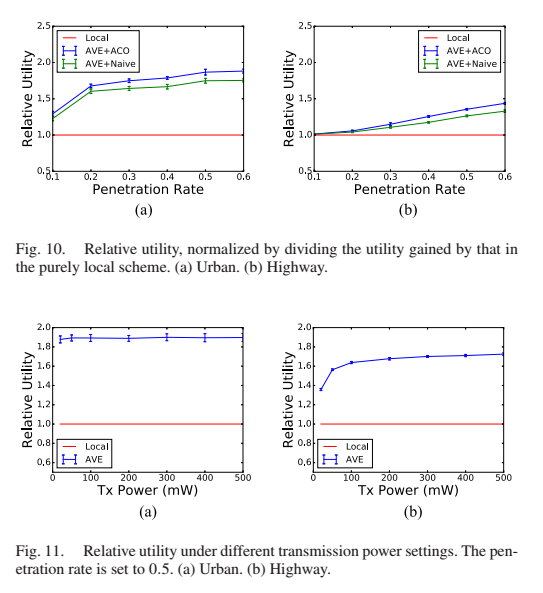 2.5
2.0
1.5
1.0
0.5
Relative Utility
Local
AVE+ACO
AVE+Naive
0.1 0.2 0.3 0.4 0.5 0.6
Penetration Rate
(a)
2.5
2.0
1.5
1.0
0.5
Relative Utility
Local
AVE+ACO
AVE+Naive
0.1 0.2 0.3 0.4 0.5 0.6
Penetration Rate
(b)
Fig. 10. Relative utility, normalized by dividing the utility gained by that in
the purely local scheme. (a) Urban. (b) Highway.
2.0
1.8
1.6
1.4
1.2
1.0
0.8
0.6
Relative Utility
Local
AVE
0 100 200 300 400 500
Tx Power (mW)
(a)
2.0
1.8
1.6
1.4
1.2
1.0
0.8
0.6
Relative Utility
Local
AVE
0 100 200 300 400 500
Tx Power (mW)
(b)
Fig. 11. Relative utility under different transmission power settings. The pen-
etration rate is set to 0.5. (a) Urban. (b) Highway.